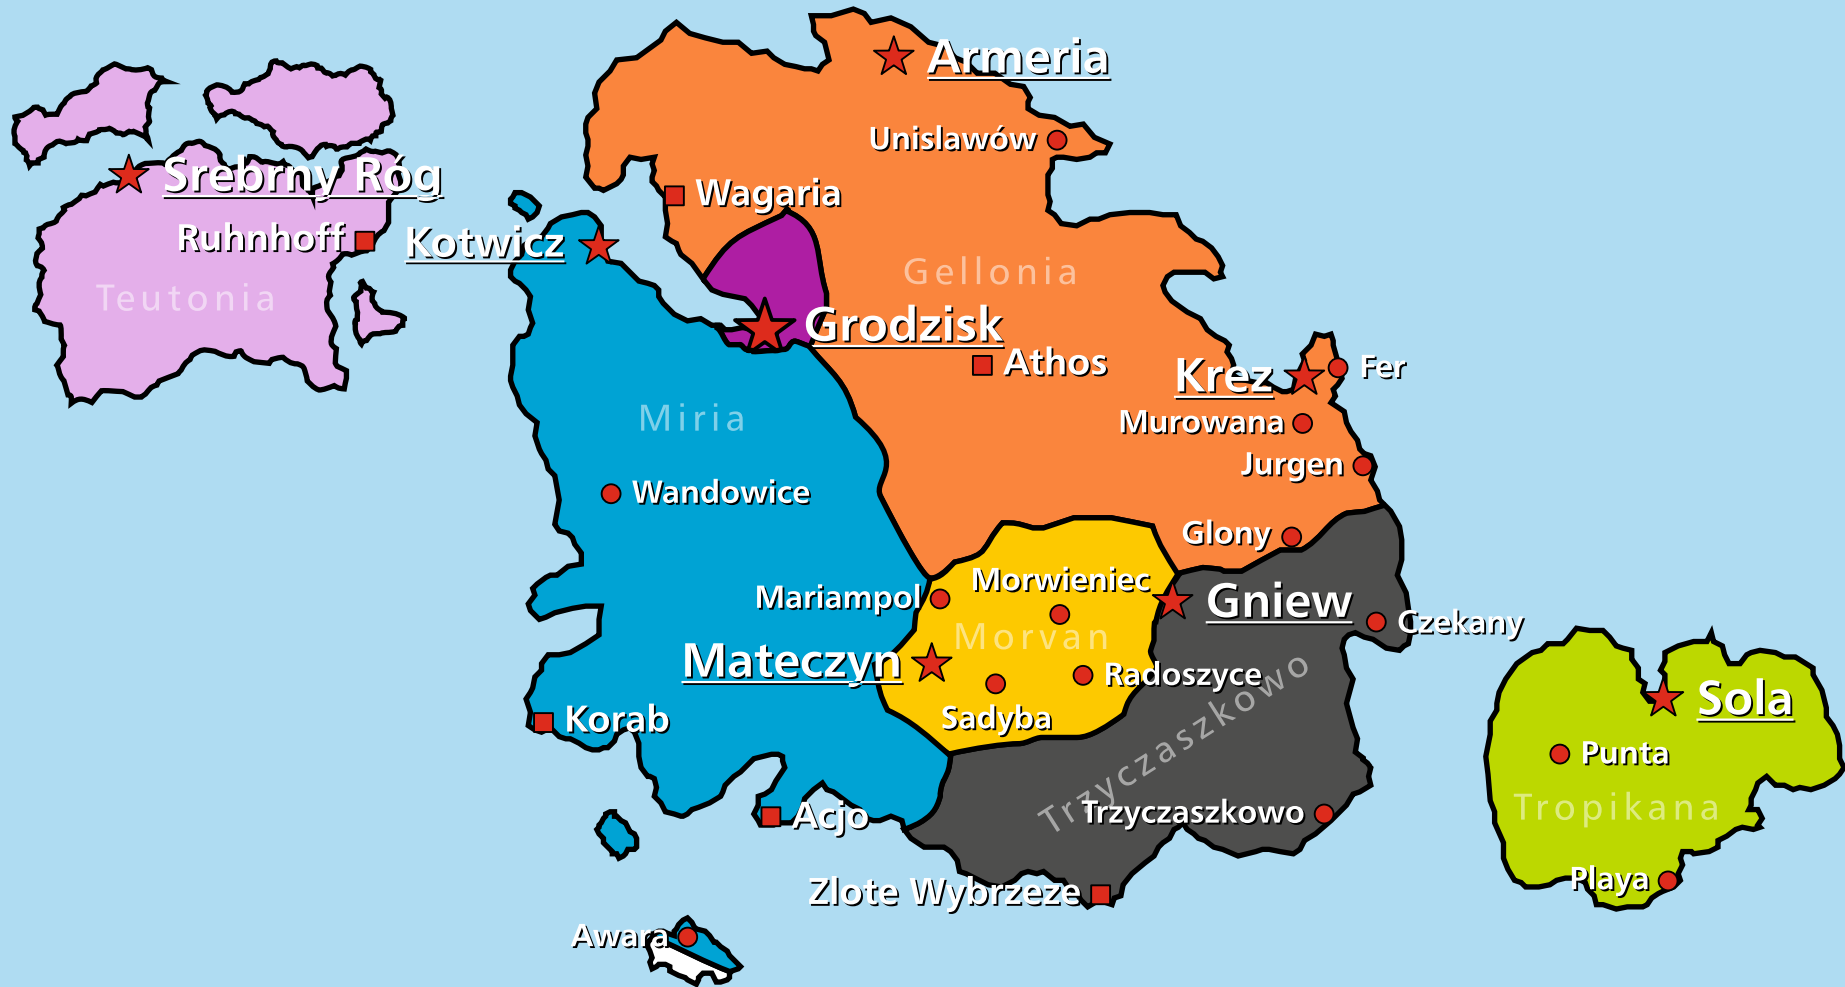 Armeria
Unislawów
Srebrny Róg
Wagaria
Ruhnhoff
Kotwicz
Gellonia
Teutonia
Grodzisk
Athos
Krez
Fer
Miria
Murowana
Jurgen
Wandowice
Glony
Morwieniec
Mariampol
Gniew
Czekany
Morvan
Mateczyn
Radoszyce
Sadyba
Trzyczaszkowo
Sola
Korab
Punta
Tropikana
Acjo
Trzyczaszkowo
Playa
Zlote Wybrzeze
Awara